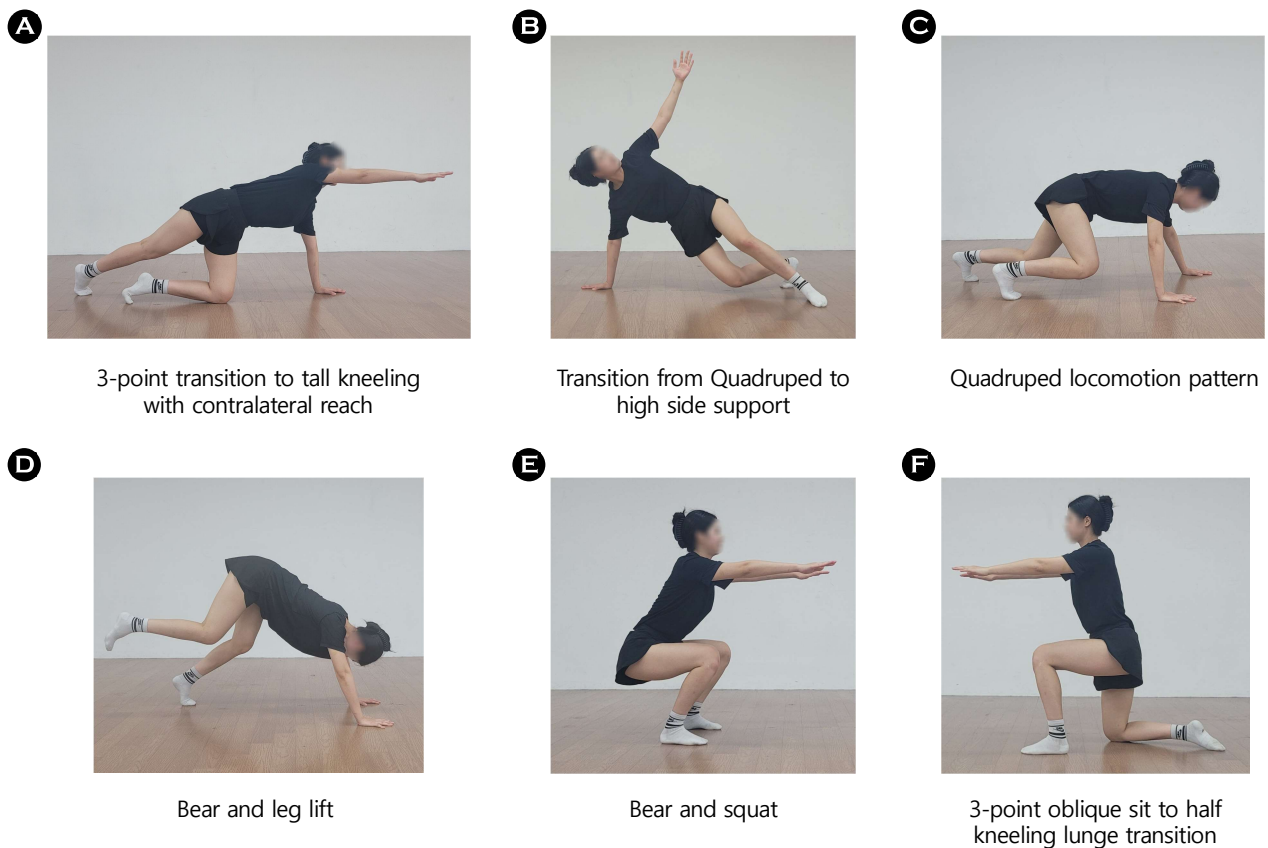 A
B
C
3-point transition to tall kneeling
with contralateral reach
Transition from Quadruped to
high side support
Quadruped locomotion pattern
D
E
F
Bear and leg lift
Bear and squat
3-point oblique sit to half
kneeling lunge transition